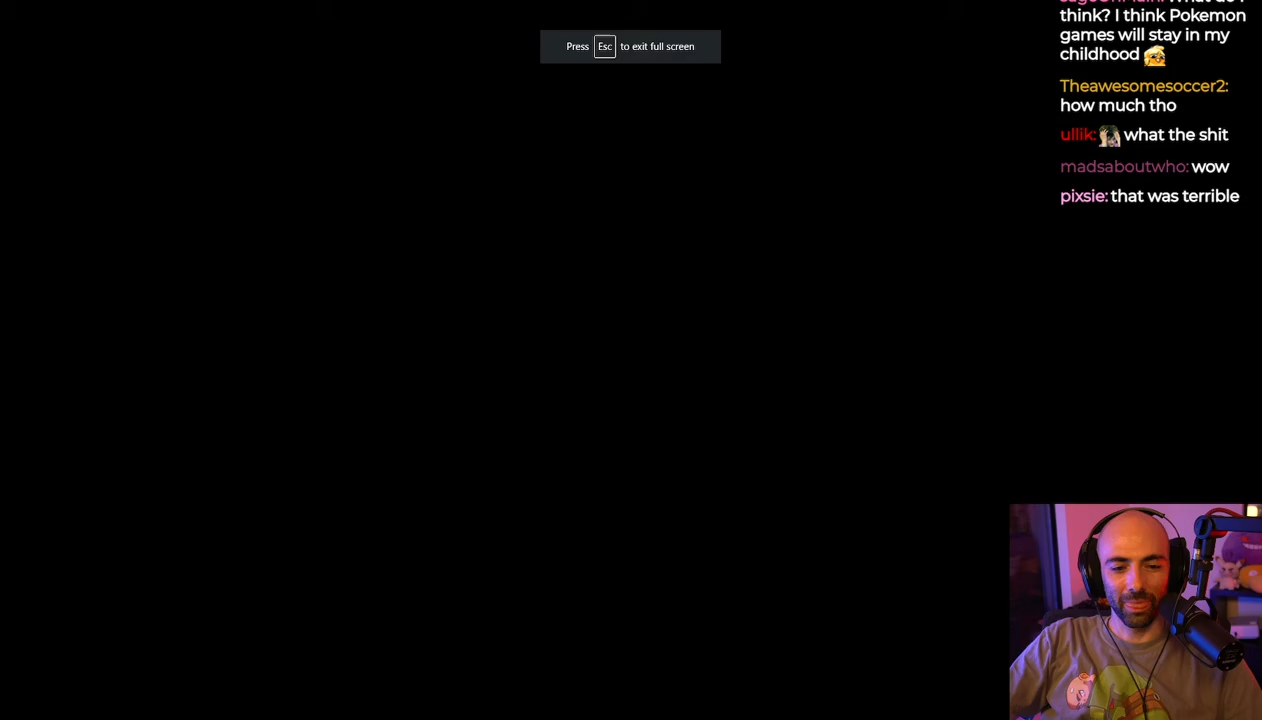 think? I think Pokemon
games will stay in my
childhood
Press Esc to exit full screen
Theawesomesoccer2:
how much tho
ullik: what the shit
madsaboutwho: wow
pixsie: that was terrible